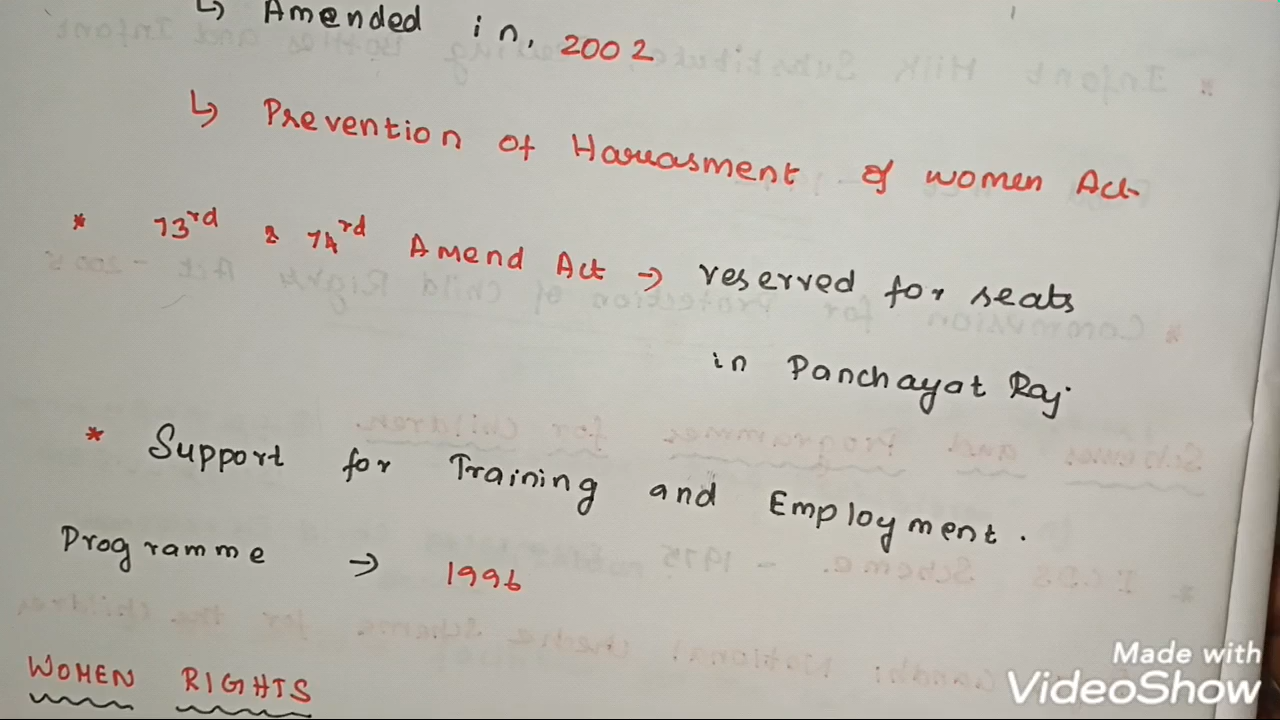 ↳ Amended in, 2002
↳ Prevention of Harrasment of women Act
* 73rd & 74rd Amend Act → reserved for seats
in Panchayat Raj.
* Support for Training and Employment.
Programme → 1996
WOMEN RIGHTS
Made with
VideoShow